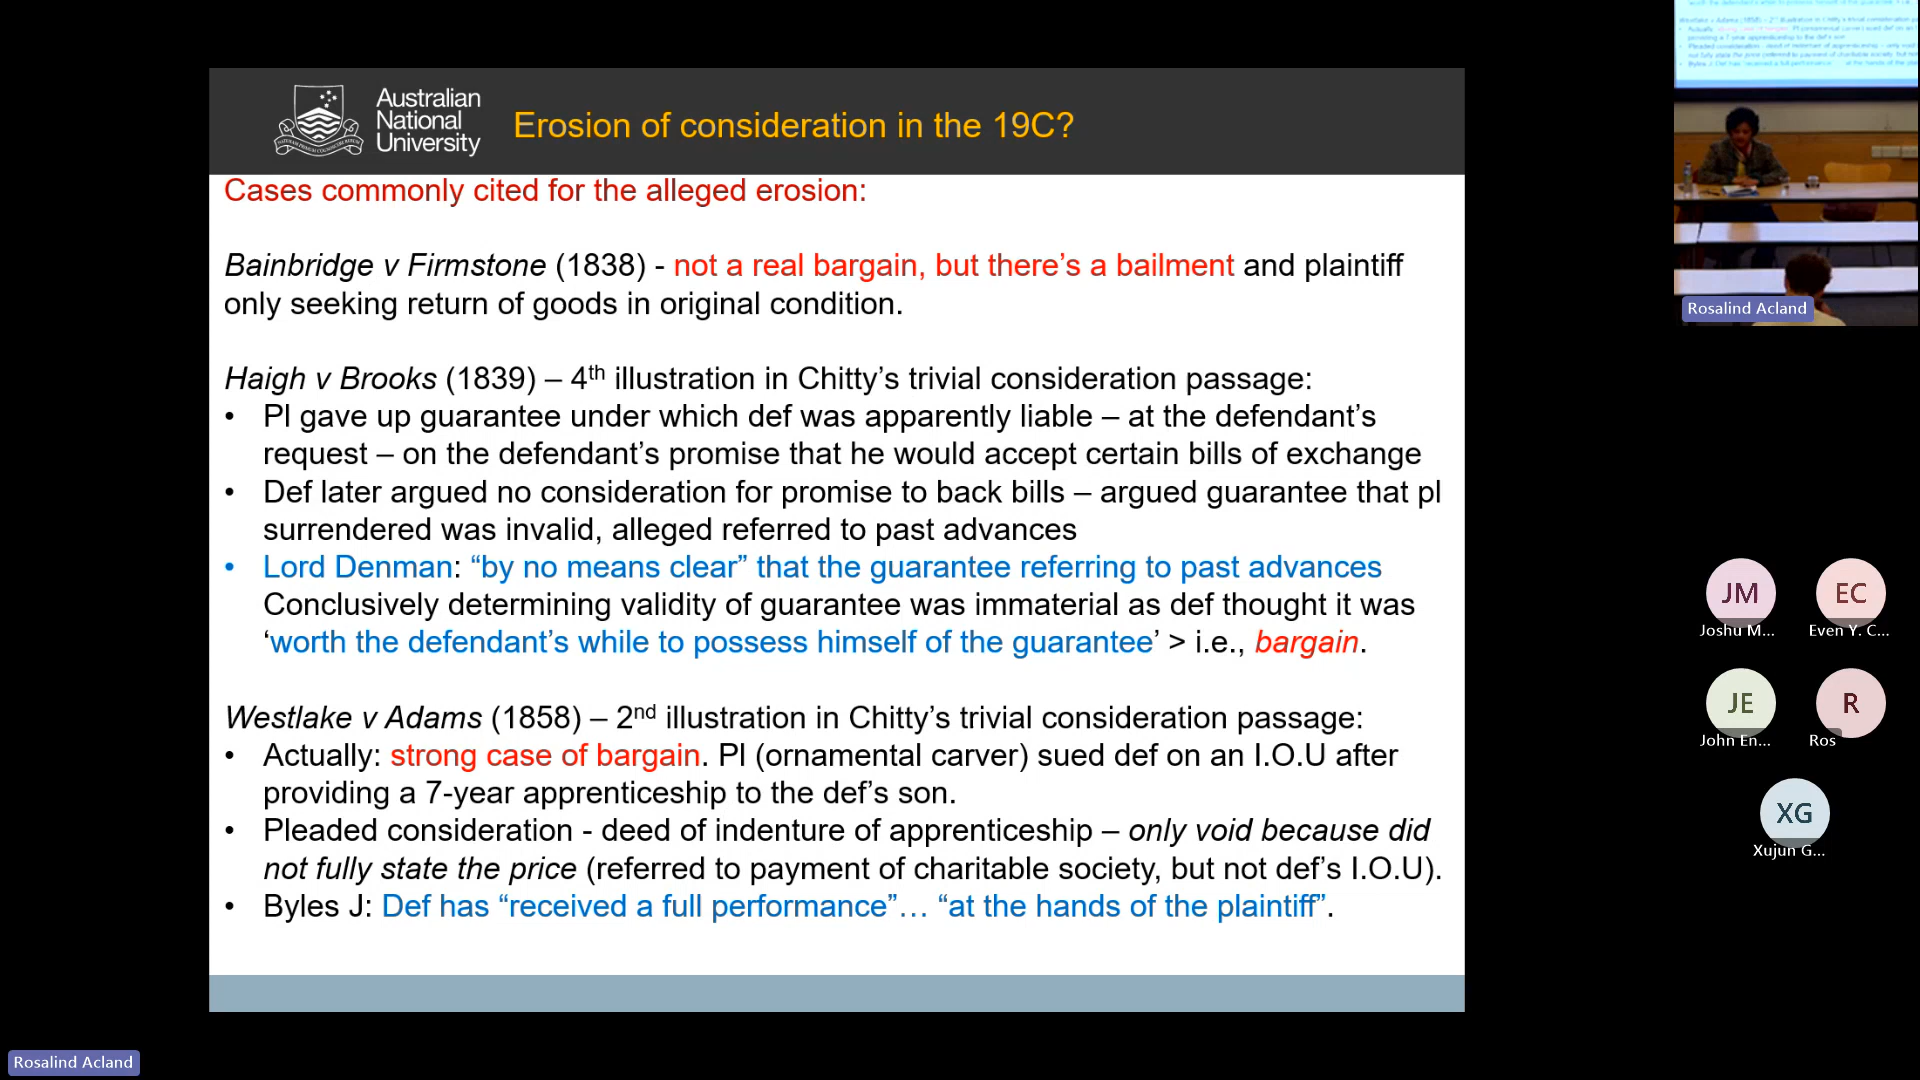 Australian
National
University
Erosion of consideration in the 19C?
Cases commonly cited for the alleged erosion:
Bainbridge v Firmstone (1838) - not a real bargain, but there's a bailment and plaintiff
only seeking return of goods in original condition.
Haigh v Brooks (1839) – 4th illustration in Chitty's trivial consideration passage:
• Pl gave up guarantee under which def was apparently liable – at the defendant's
request – on the defendant's promise that he would accept certain bills of exchange
• Def later argued no consideration for promise to back bills – argued guarantee that pl
surrendered was invalid, alleged referred to past advances
• Lord Denman: “by no means clear” that the guarantee referring to past advances
Conclusively determining validity of guarantee was immaterial as def thought it was
‘worth the defendant's while to possess himself of the guarantee’ > i.e., bargain.
Westlake v Adams (1858) – 2nd illustration in Chitty's trivial consideration passage:
• Actually: strong case of bargain. Pl (ornamental carver) sued def on an I.O.U after
providing a 7-year apprenticeship to the def's son.
• Pleaded consideration - deed of indenture of apprenticeship – only void because did
not fully state the price (referred to payment of charitable society, but not def's I.O.U).
• Byles J: Def has “received a full performance”… “at the hands of the plaintiff”.
Rosalind Acland
JM
Joshu M...
EC
Even Y. C...
JE
John En...
R
Ros
XG
Xujun G...
Rosalind Acland